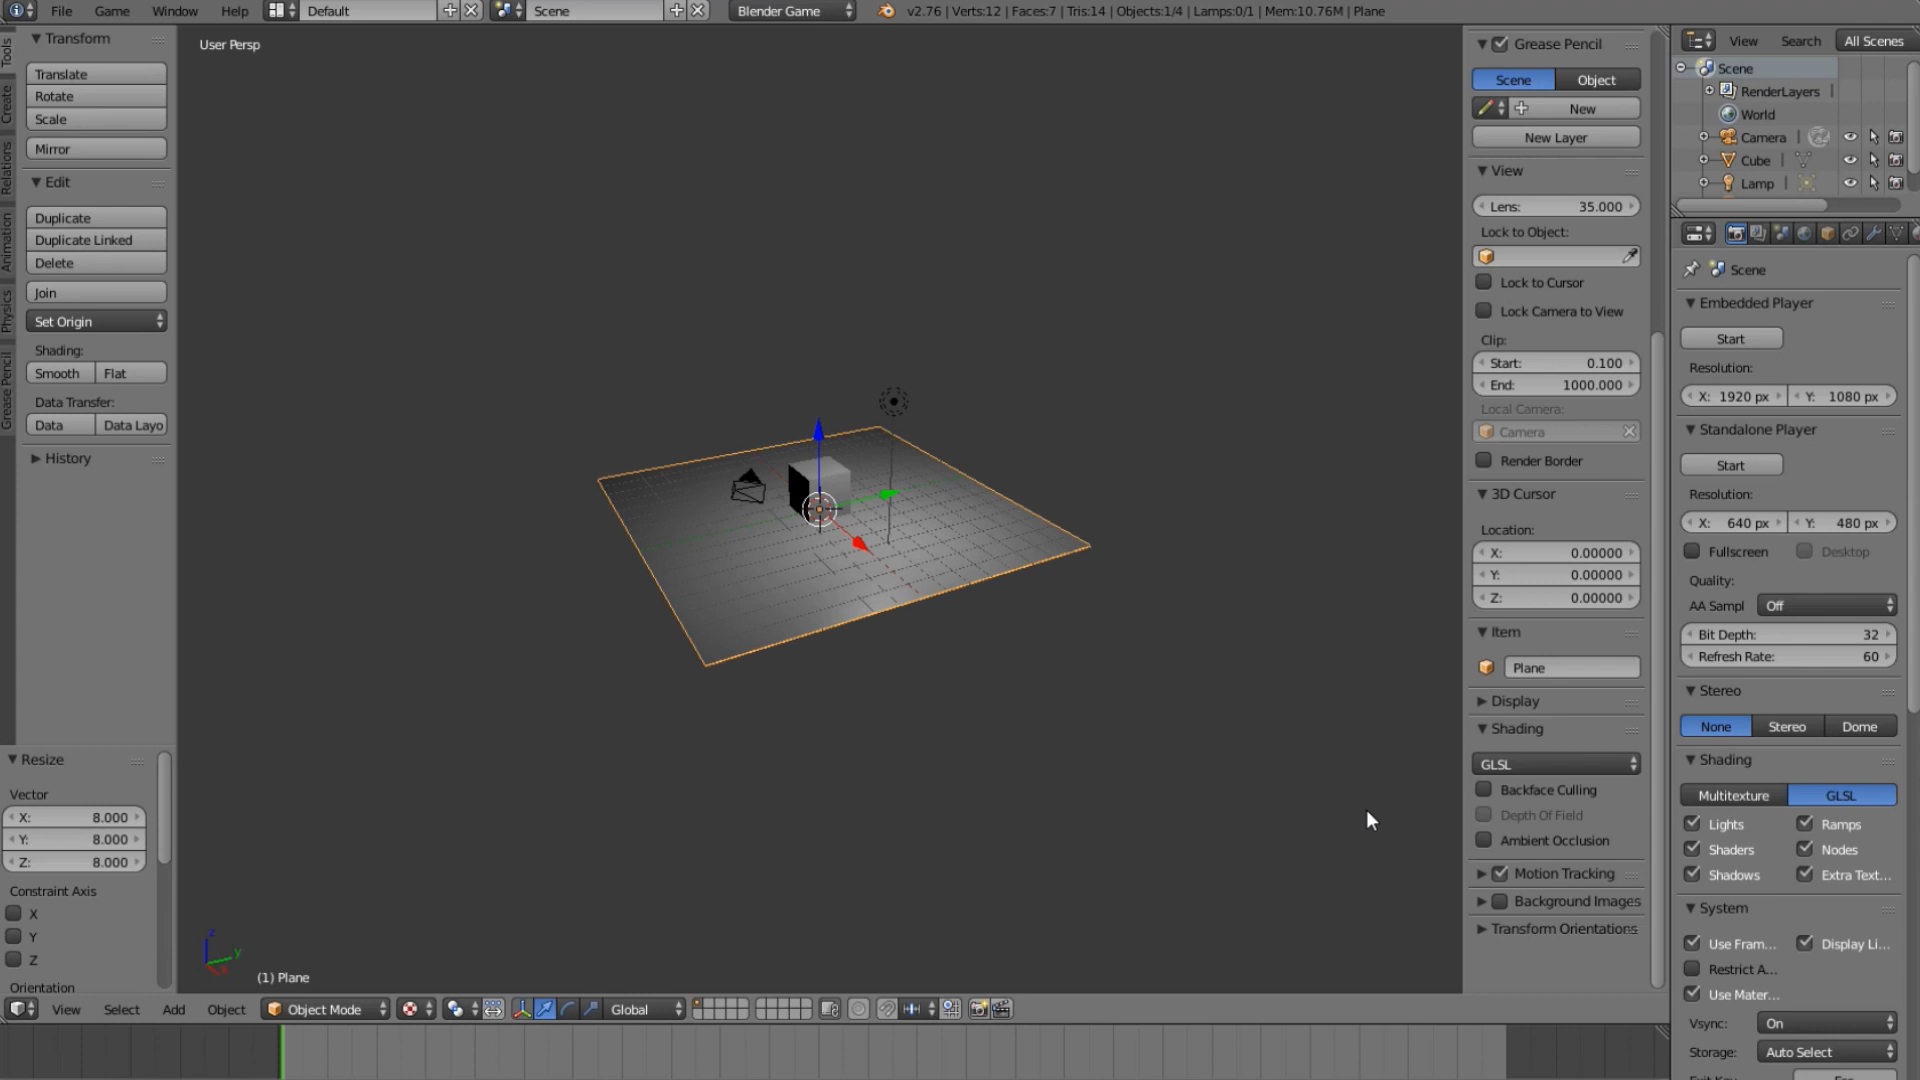 File Game Window Help Default Scene Blender Game v2.76 | Verts:12 | Faces:7 | Tris:14 | Objects:1/4 | Lamps:0/1 | Mem:10.76M | Plane
Tools
Create
Relations
Animation
Physics
Grease Pencil
Transform
Translate
Rotate
Scale
Mirror
Edit
Duplicate
Duplicate Linked
Delete
Join
Set Origin
Shading:
Smooth Flat
Data Transfer:
Data Data Layo
History
Resize
Vector
X: 8.000
Y: 8.000
Z: 8.000
Constraint Axis
X
Y
Z
Orientation
User Persp
z
y
x
(1) Plane
View Select Add Object Object Mode Global
Grease Pencil
Scene Object
New
New Layer
View
Lens: 35.000
Lock to Object:
Lock to Cursor
Lock Camera to View
Clip:
Start: 0.100
End: 1000.000
Local Camera:
Camera
Render Border
3D Cursor
Location:
X: 0.00000
Y: 0.00000
Z: 0.00000
Item
Plane
Display
Shading
GLSL
Backface Culling
Depth Of Field
Ambient Occlusion
Motion Tracking
Background Images
Transform Orientations
View Search All Scenes
Scene
RenderLayers
World
Camera
Cube
Lamp
Scene
Embedded Player
Start
Resolution:
X: 1920 px Y: 1080 px
Standalone Player
Start
Resolution:
X: 640 px Y: 480 px
Fullscreen Desktop
Quality:
AA Sampl Off
Bit Depth: 32
Refresh Rate: 60
Stereo
None Stereo Dome
Shading
Multitexture GLSL
Lights Ramps
Shaders Nodes
Shadows Extra Text...
System
Use Fram... Display Li...
Restrict A...
Use Mater...
Vsync: On
Storage: Auto Select